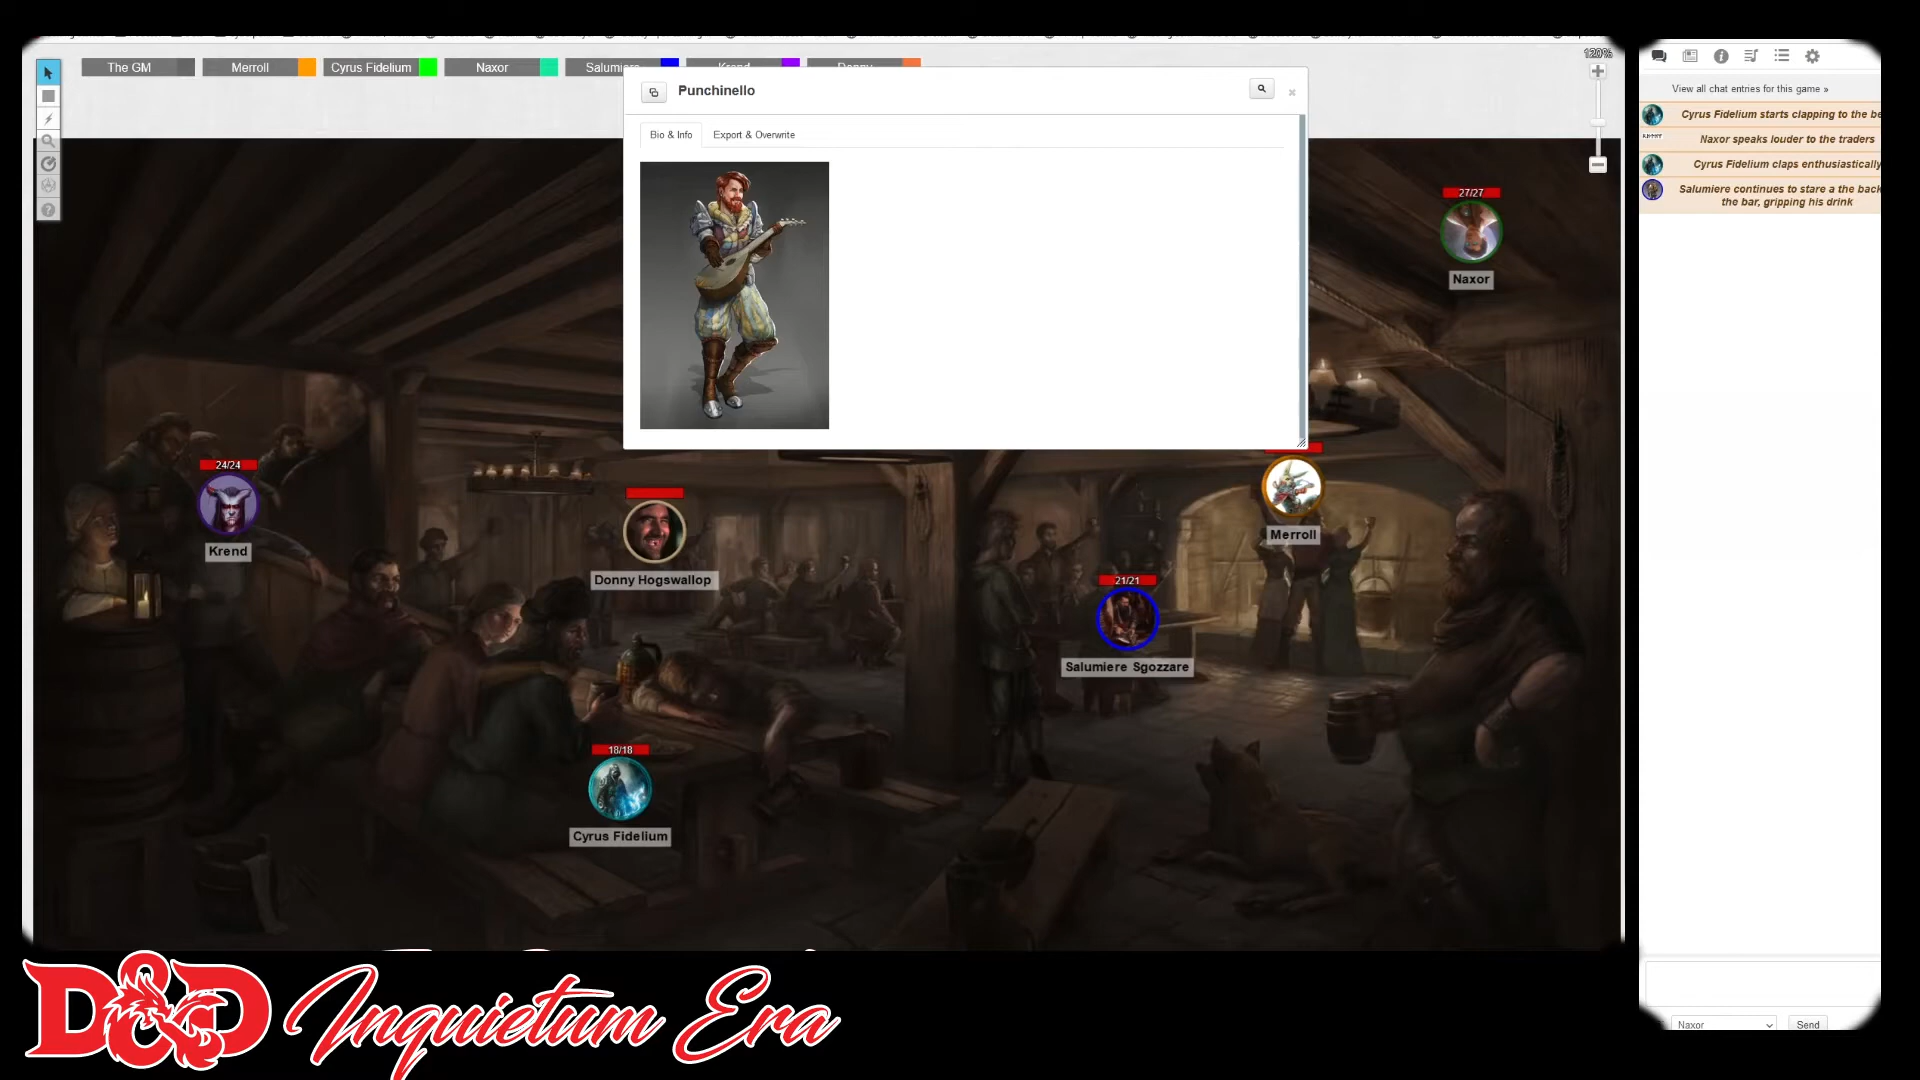 The GM
Merroll
Cyrus Fidelium
Naxor
Salumiere
Krend
Donny
120%
Punchinello
Bio & Info
Export & Overwrite
View all chat entries for this game »
Cyrus Fidelium starts clapping to the be
Naxor speaks louder to the traders
Cyrus Fidelium claps enthusiastically
Salumiere continues to stare a the back
the bar, gripping his drink
27/27
Naxor
24/24
Krend
Donny Hogswallop
Merroll
21/21
Salumiere Sgozzare
18/18
Cyrus Fidelium
D&D Inquietum Era
Naxor
Send